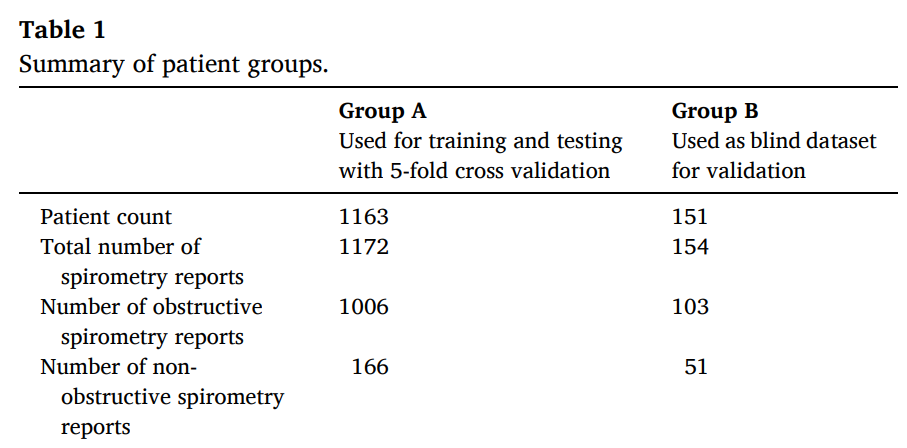 Table 1
Summary of patient groups.
Group A Group B
Used for training and testing Used as blind dataset
with 5-fold cross validation for validation
Patient count 1163 151
Total number of 1172 154
spirometry reports
Number of obstructive 1006 103
spirometry reports
Number of non- 166 51
obstructive spirometry
reports